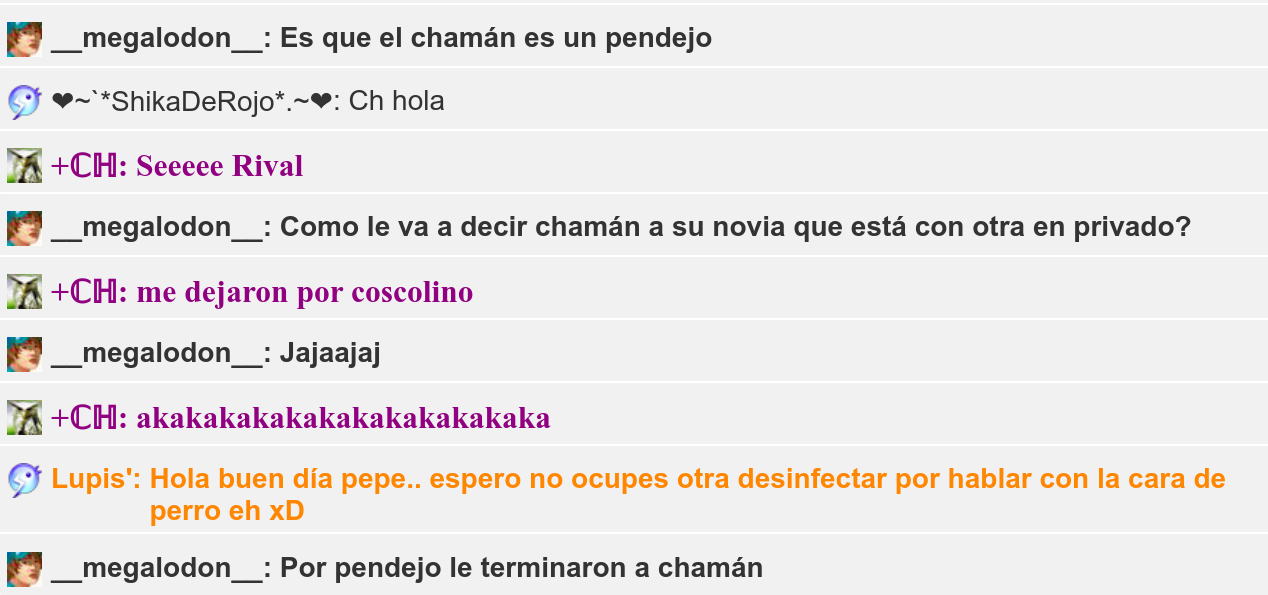 __megalodon__: Es que el chamán es un pendejo
❤~`*ShikaDeRojo*.~❤: Ch hola
+ℂℍ: Seeeee Rival
__megalodon__: Como le va a decir chamán a su novia que está con otra en privado?
+ℂℍ: me dejaron por coscolino
__megalodon__: Jajaajaj
+ℂℍ: akakakakakakakakakakakaka
Lupis': Hola buen día pepe.. espero no ocupes otra desinfectar por hablar con la cara de
perro eh xD
__megalodon__: Por pendejo le terminaron a chamán